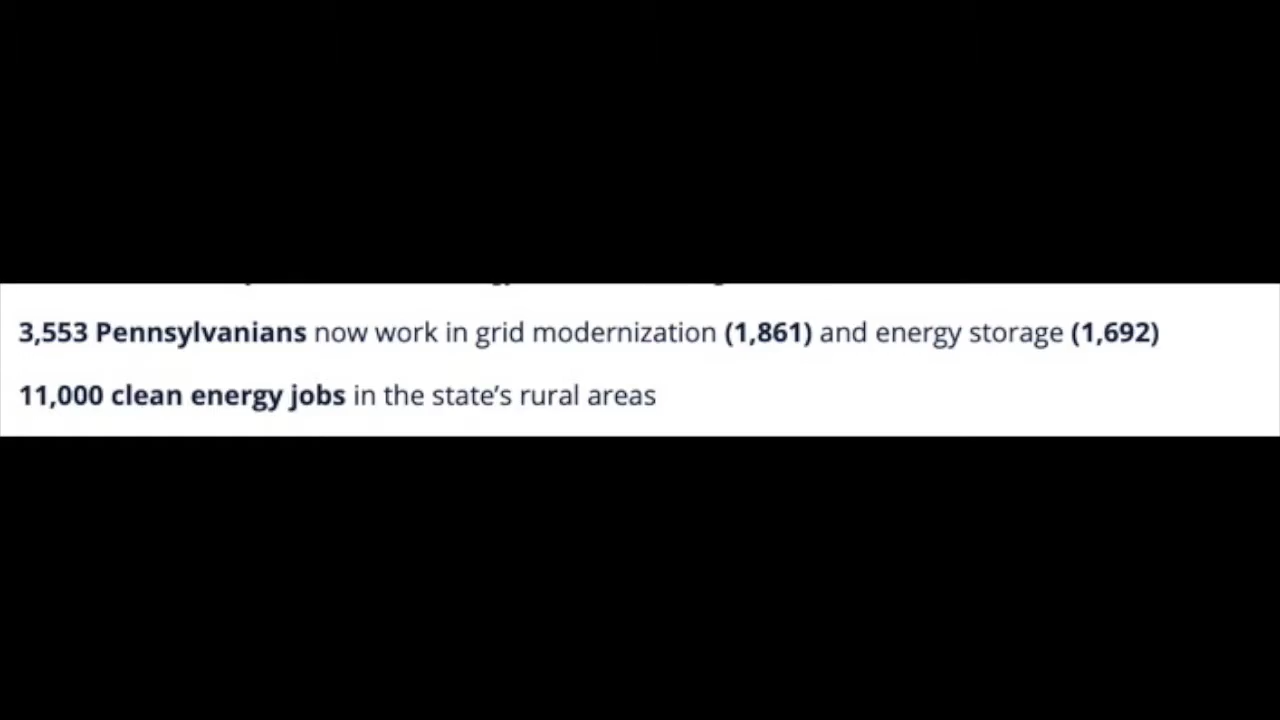 3,553 Pennsylvanians now work in grid modernization (1,861) and energy storage (1,692)
11,000 clean energy jobs in the state’s rural areas